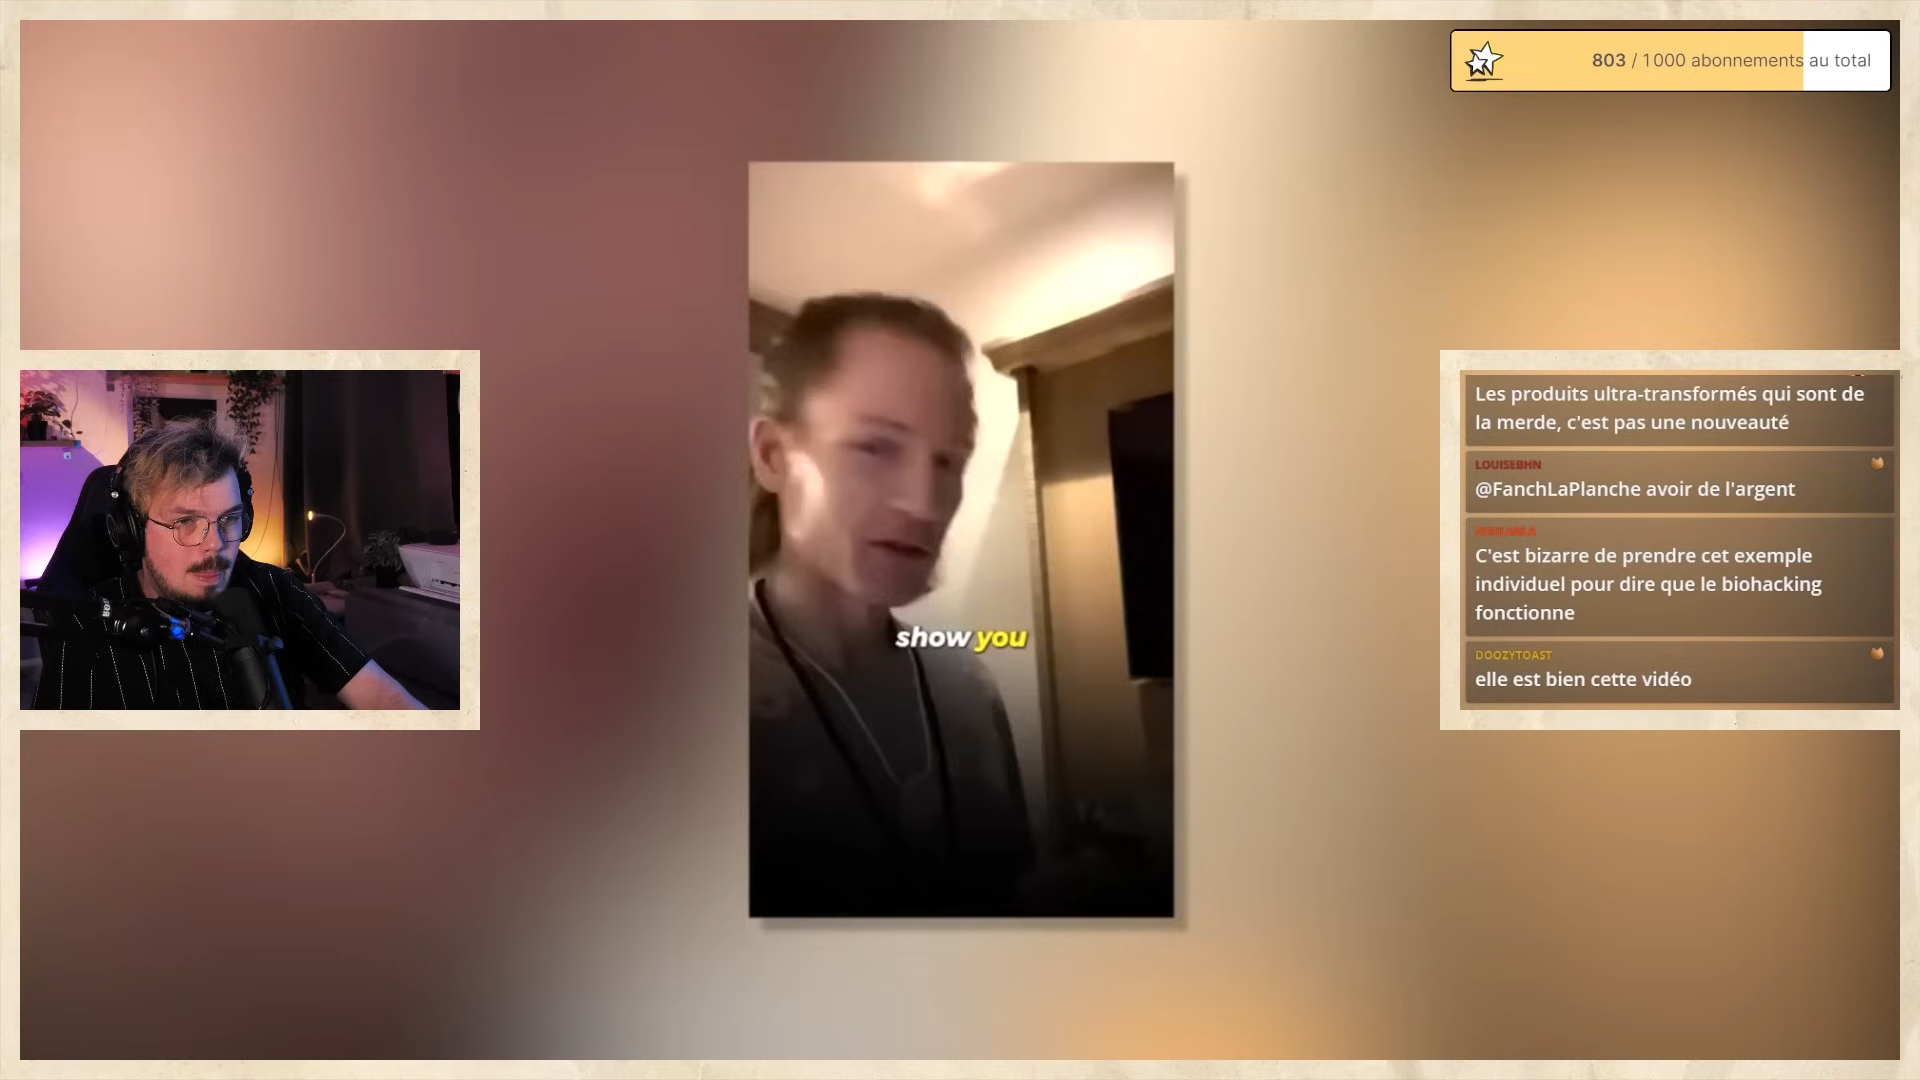 803 / 1000 abonnements au total
show you
Les produits ultra-transformés qui sont de
la merde, c'est pas une nouveauté
LOUISEBHN
@FanchLaPlanche avoir de l'argent
C'est bizarre de prendre cet exemple
individuel pour dire que le biohacking
fonctionne
DOOZYTOAST
elle est bien cette vidéo